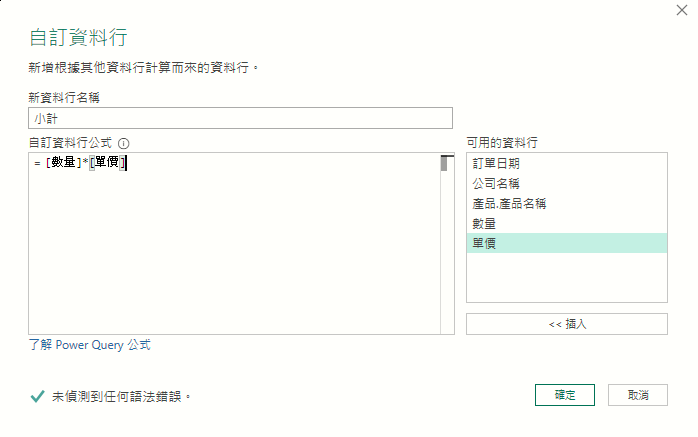 自訂資料行
新增根據其他資料行計算而來的資料行。
新資料行名稱
小計
自訂資料行公式
= [數量]*[單價]
可用的資料行
訂單日期
公司名稱
產品.產品名稱
數量
單價
<< 插入
了解 Power Query 公式
未偵測到任何語法錯誤。
確定
取消